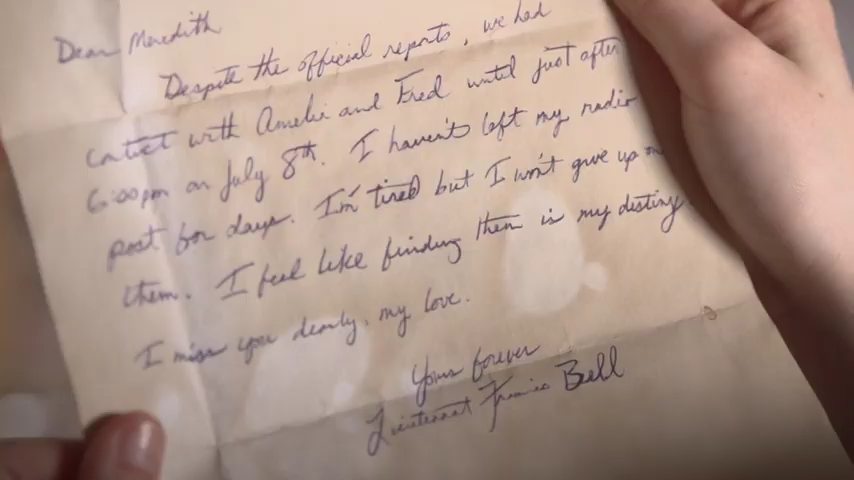 Dear Meredith
Despite the official reports, we had
contact with Amelie and Fred until just after
6:00pm on July 8th. I haven't left my radio
post for days. I'm tired but I won't give up on
them. I feel like finding them is my destiny
I miss you dearly, my love.
Yours forever
Lieutenant Francis Bell